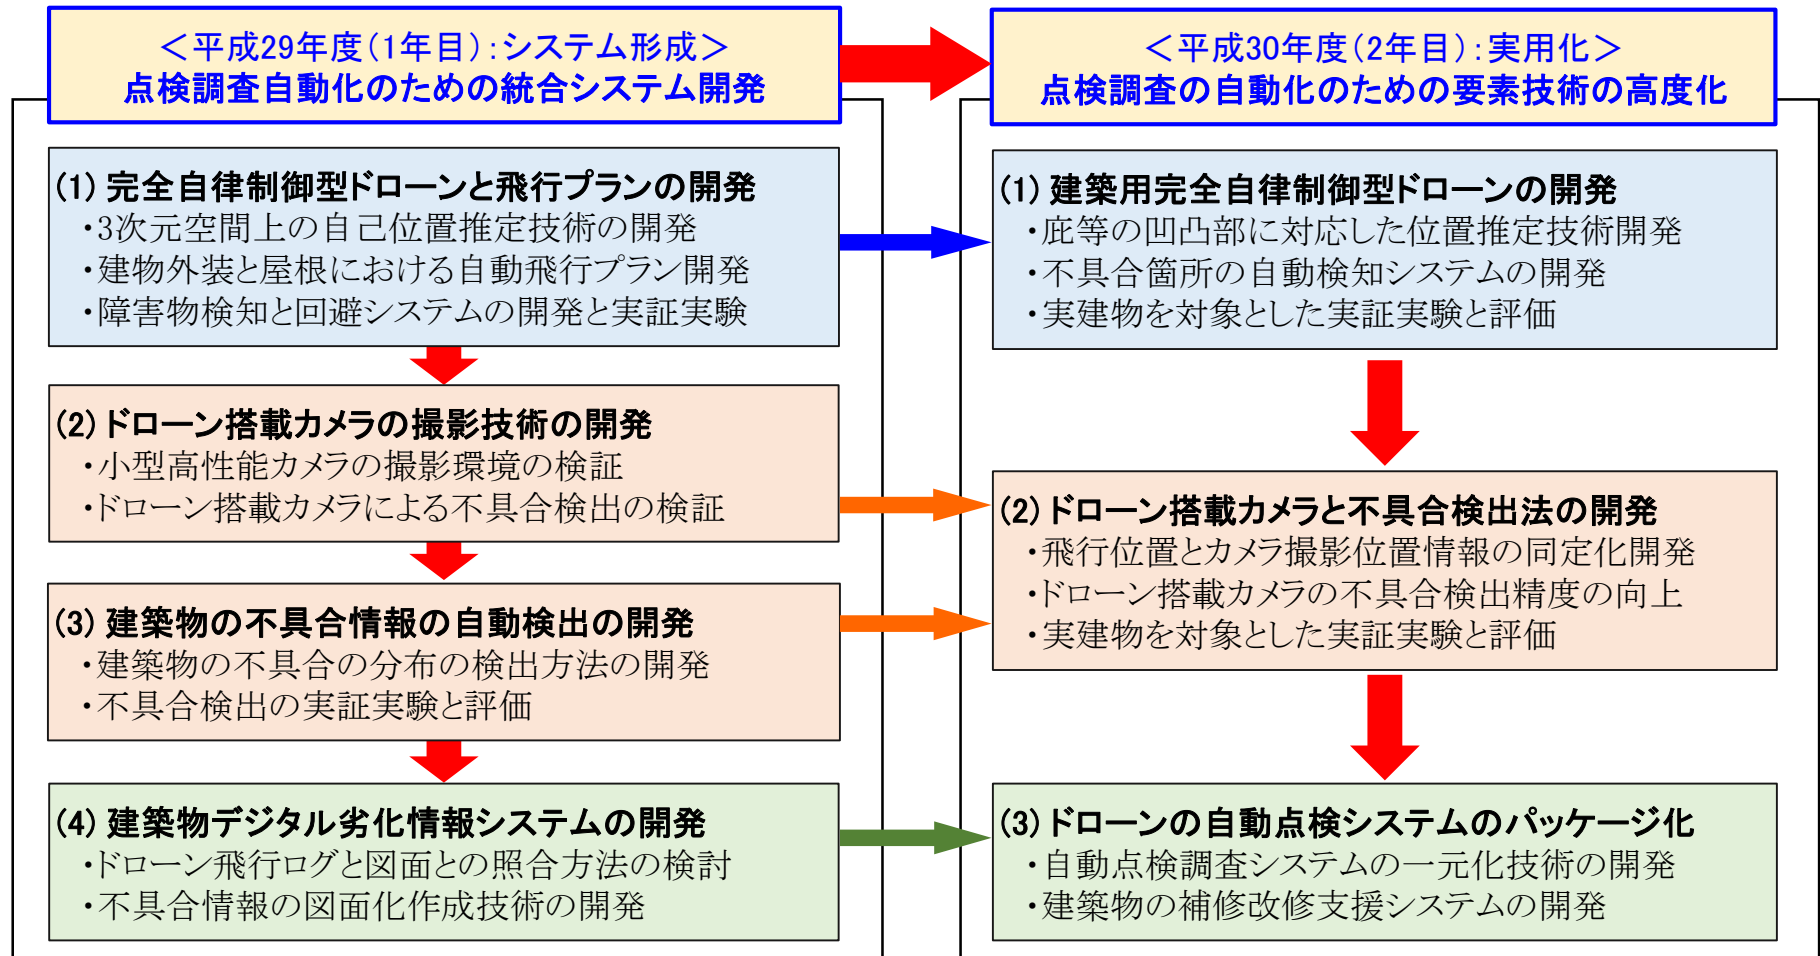 ＜平成29年度(1年目):システム形成＞
点検調査自動化のための統合システム開発
(1) 完全自律制御型ドローンと飛行プランの開発
・3次元空間上の自己位置推定技術の開発
・建物外装と屋根における自動飛行プラン開発
・障害物検知と回避システムの開発と実証実験
(2) ドローン搭載カメラの撮影技術の開発
・小型高性能カメラの撮影環境の検証
・ドローン搭載カメラによる不具合検出の検証
(3) 建築物の不具合情報の自動検出の開発
・建築物の不具合の分布の検出方法の開発
・不具合検出の実証実験と評価
(4) 建築物デジタル劣化情報システムの開発
・ドローン飛行ログと図面との照合方法の検討
・不具合情報の図面化作成技術の開発
＜平成30年度(2年目):実用化＞
点検調査の自動化のための要素技術の高度化
(1) 建築用完全自律制御型ドローンの開発
・庇等の凹凸部に対応した位置推定技術開発
・不具合箇所の自動検知システムの開発
・実建物を対象とした実証実験と評価
(2) ドローン搭載カメラと不具合検出法の開発
・飛行位置とカメラ撮影位置情報の同定化開発
・ドローン搭載カメラの不具合検出精度の向上
・実建物を対象とした実証実験と評価
(3) ドローンの自動点検システムのパッケージ化
・自動点検調査システムの一元化技術の開発
・建築物の補修改修支援システムの開発